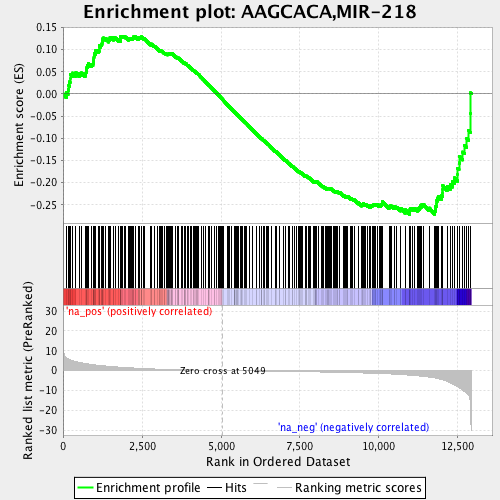 Enrichment plot: AAGCACA,MIR-218
Enrichment score (ES)
0.15
0.10
0.05
0.00
-0.05
-0.10
-0.15
-0.20
-0.25
Ranked list metric (PreRanked)
30
20
10
0
-10
-20
-30
'na_pos' (positively correlated)
Zero cross at 5049
'na_neg' (negatively correlated)
0 2,500 5,000 7,500 10,000 12,500
Rank in Ordered Dataset
Enrichment profile Hits Ranking metric scores